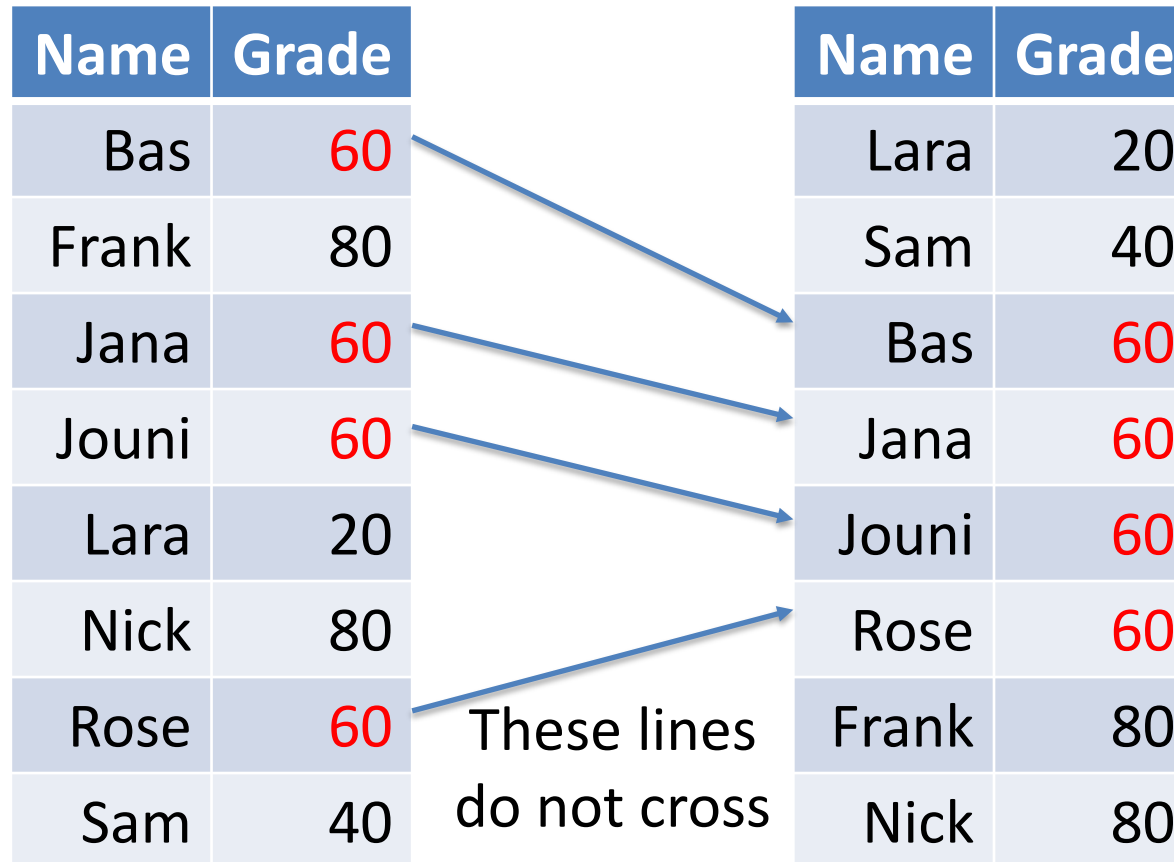 Name Grade
Bas 60
Frank 80
Jana 60
Jouni 60
Lara 20
Nick 80
Rose 60
Sam 40
These lines
do not cross
Name Grade
Lara 20
Sam 40
Bas 60
Jana 60
Jouni 60
Rose 60
Frank 80
Nick 80